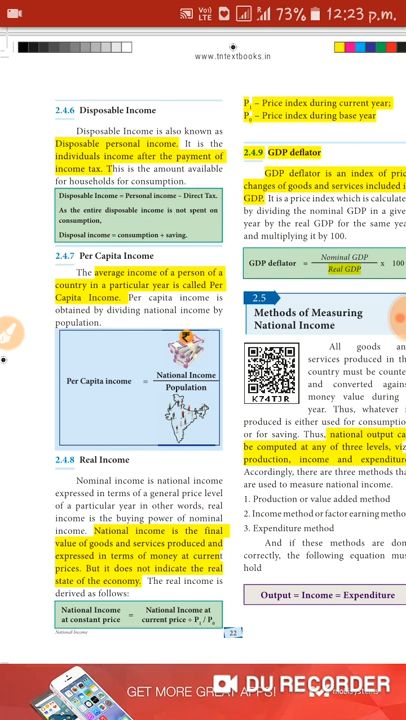 Vo)
LTE
R
73%
12:23 p.m.
www.tntextbooks.in
2.4.6 Disposable Income
Disposable Income is also known as
Disposable personal income. It is the
individuals income after the payment of
income tax. This is the amount available
for households for consumption.
Disposable Income = Personal income – Direct Tax.
As the entire disposable income is not spent on
consumption,
Disposal income = consumption + saving.
2.4.7 Per Capita Income
The average income of a person of a
country in a particular year is called Per
Capita Income. Per capita income is
obtained by dividing national income by
population.
Per Capita income = National Income
Population
2.4.8 Real Income
Nominal income is national income
expressed in terms of a general price level
of a particular year in other words, real
income is the buying power of nominal
income. National income is the final
value of goods and services produced and
expressed in terms of money at current
prices. But it does not indicate the real
state of the economy. The real income is
derived as follows:
National Income
at constant price = National Income at
current price ÷ P1 / P0
P1 – Price index during current year;
P0 – Price index during base year
2.4.9 GDP deflator
GDP deflator is an index of pric
changes of goods and services included i
GDP. It is a price index which is calculate
by dividing the nominal GDP in a give
year by the real GDP for the same yea
and multiplying it by 100.
GDP deflator = Nominal GDP
Real GDP x 100
2.5
Methods of Measuring
National Income
K74TJR
All goods an
services produced in th
country must be counte
and converted again
money value during
year. Thus, whatever i
produced is either used for consumptio
or for saving. Thus, national output ca
be computed at any of three levels, viz
production, income and expenditure
Accordingly, there are three methods tha
are used to measure national income.
1. Production or value added method
2. Income method or factor earning metho
3. Expenditure method
And if these methods are don
correctly, the following equation mus
hold
Output = Income = Expenditure
National Income
22
GET MORE GREAT APPS!
DU RECORDER